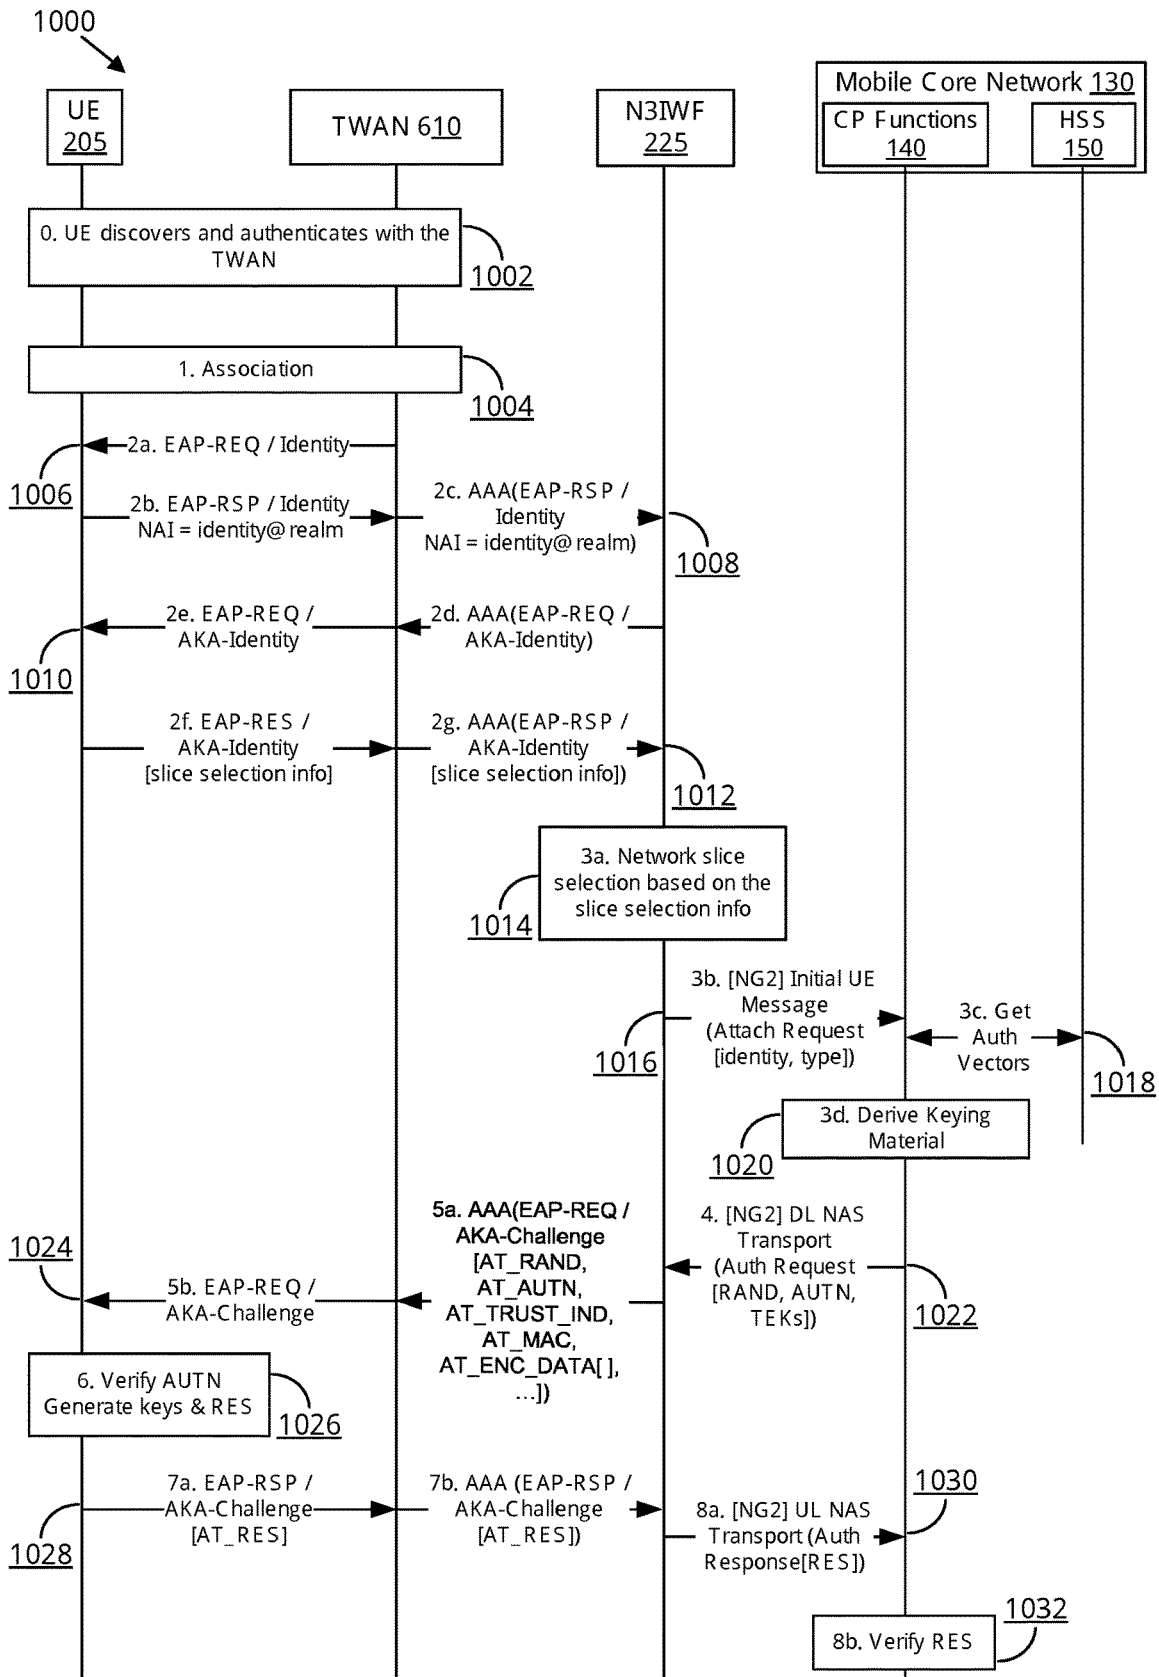 1000
UE
205
TWAN 610
N3IWF
225
Mobile Core Network 130
CP Functions
140
HSS
150
0. UE discovers and authenticates with the
TWAN
1002
1. Association
1004
2a. EAP-REQ / Identity
1006
2b. EAP-RSP / Identity
NAI = identity@realm
2c. AAA(EAP-RSP /
Identity
NAI = identity@realm)
1008
2e. EAP-REQ /
AKA-Identity
2d. AAA(EAP-REQ /
AKA-Identity)
1010
2f. EAP-RES /
AKA-Identity
[slice selection info]
2g. AAA(EAP-RSP /
AKA-Identity
[slice selection info])
1012
3a. Network slice
selection based on the
slice selection info
1014
3b. [NG2] Initial UE
Message
(Attach Request
[identity, type])
1016
3c. Get
Auth
Vectors
1018
3d. Derive Keying
Material
1020
4. [NG2] DL NAS
Transport
(Auth Request
[RAND, AUTN,
TEKs])
1022
5a. AAA(EAP-REQ /
AKA-Challenge
[AT_RAND,
AT_AUTN,
AT_TRUST_IND,
AT_MAC,
AT_ENC_DATA[ ],
...])
1024
5b. EAP-REQ /
AKA-Challenge
6. Verify AUTN
Generate keys & RES
1026
7a. EAP-RSP /
AKA-Challenge
[AT_RES]
1028
7b. AAA (EAP-RSP /
AKA-Challenge
[AT_RES])
8a. [NG2] UL NAS
Transport (Auth
Response[RES])
1030
8b. Verify RES
1032